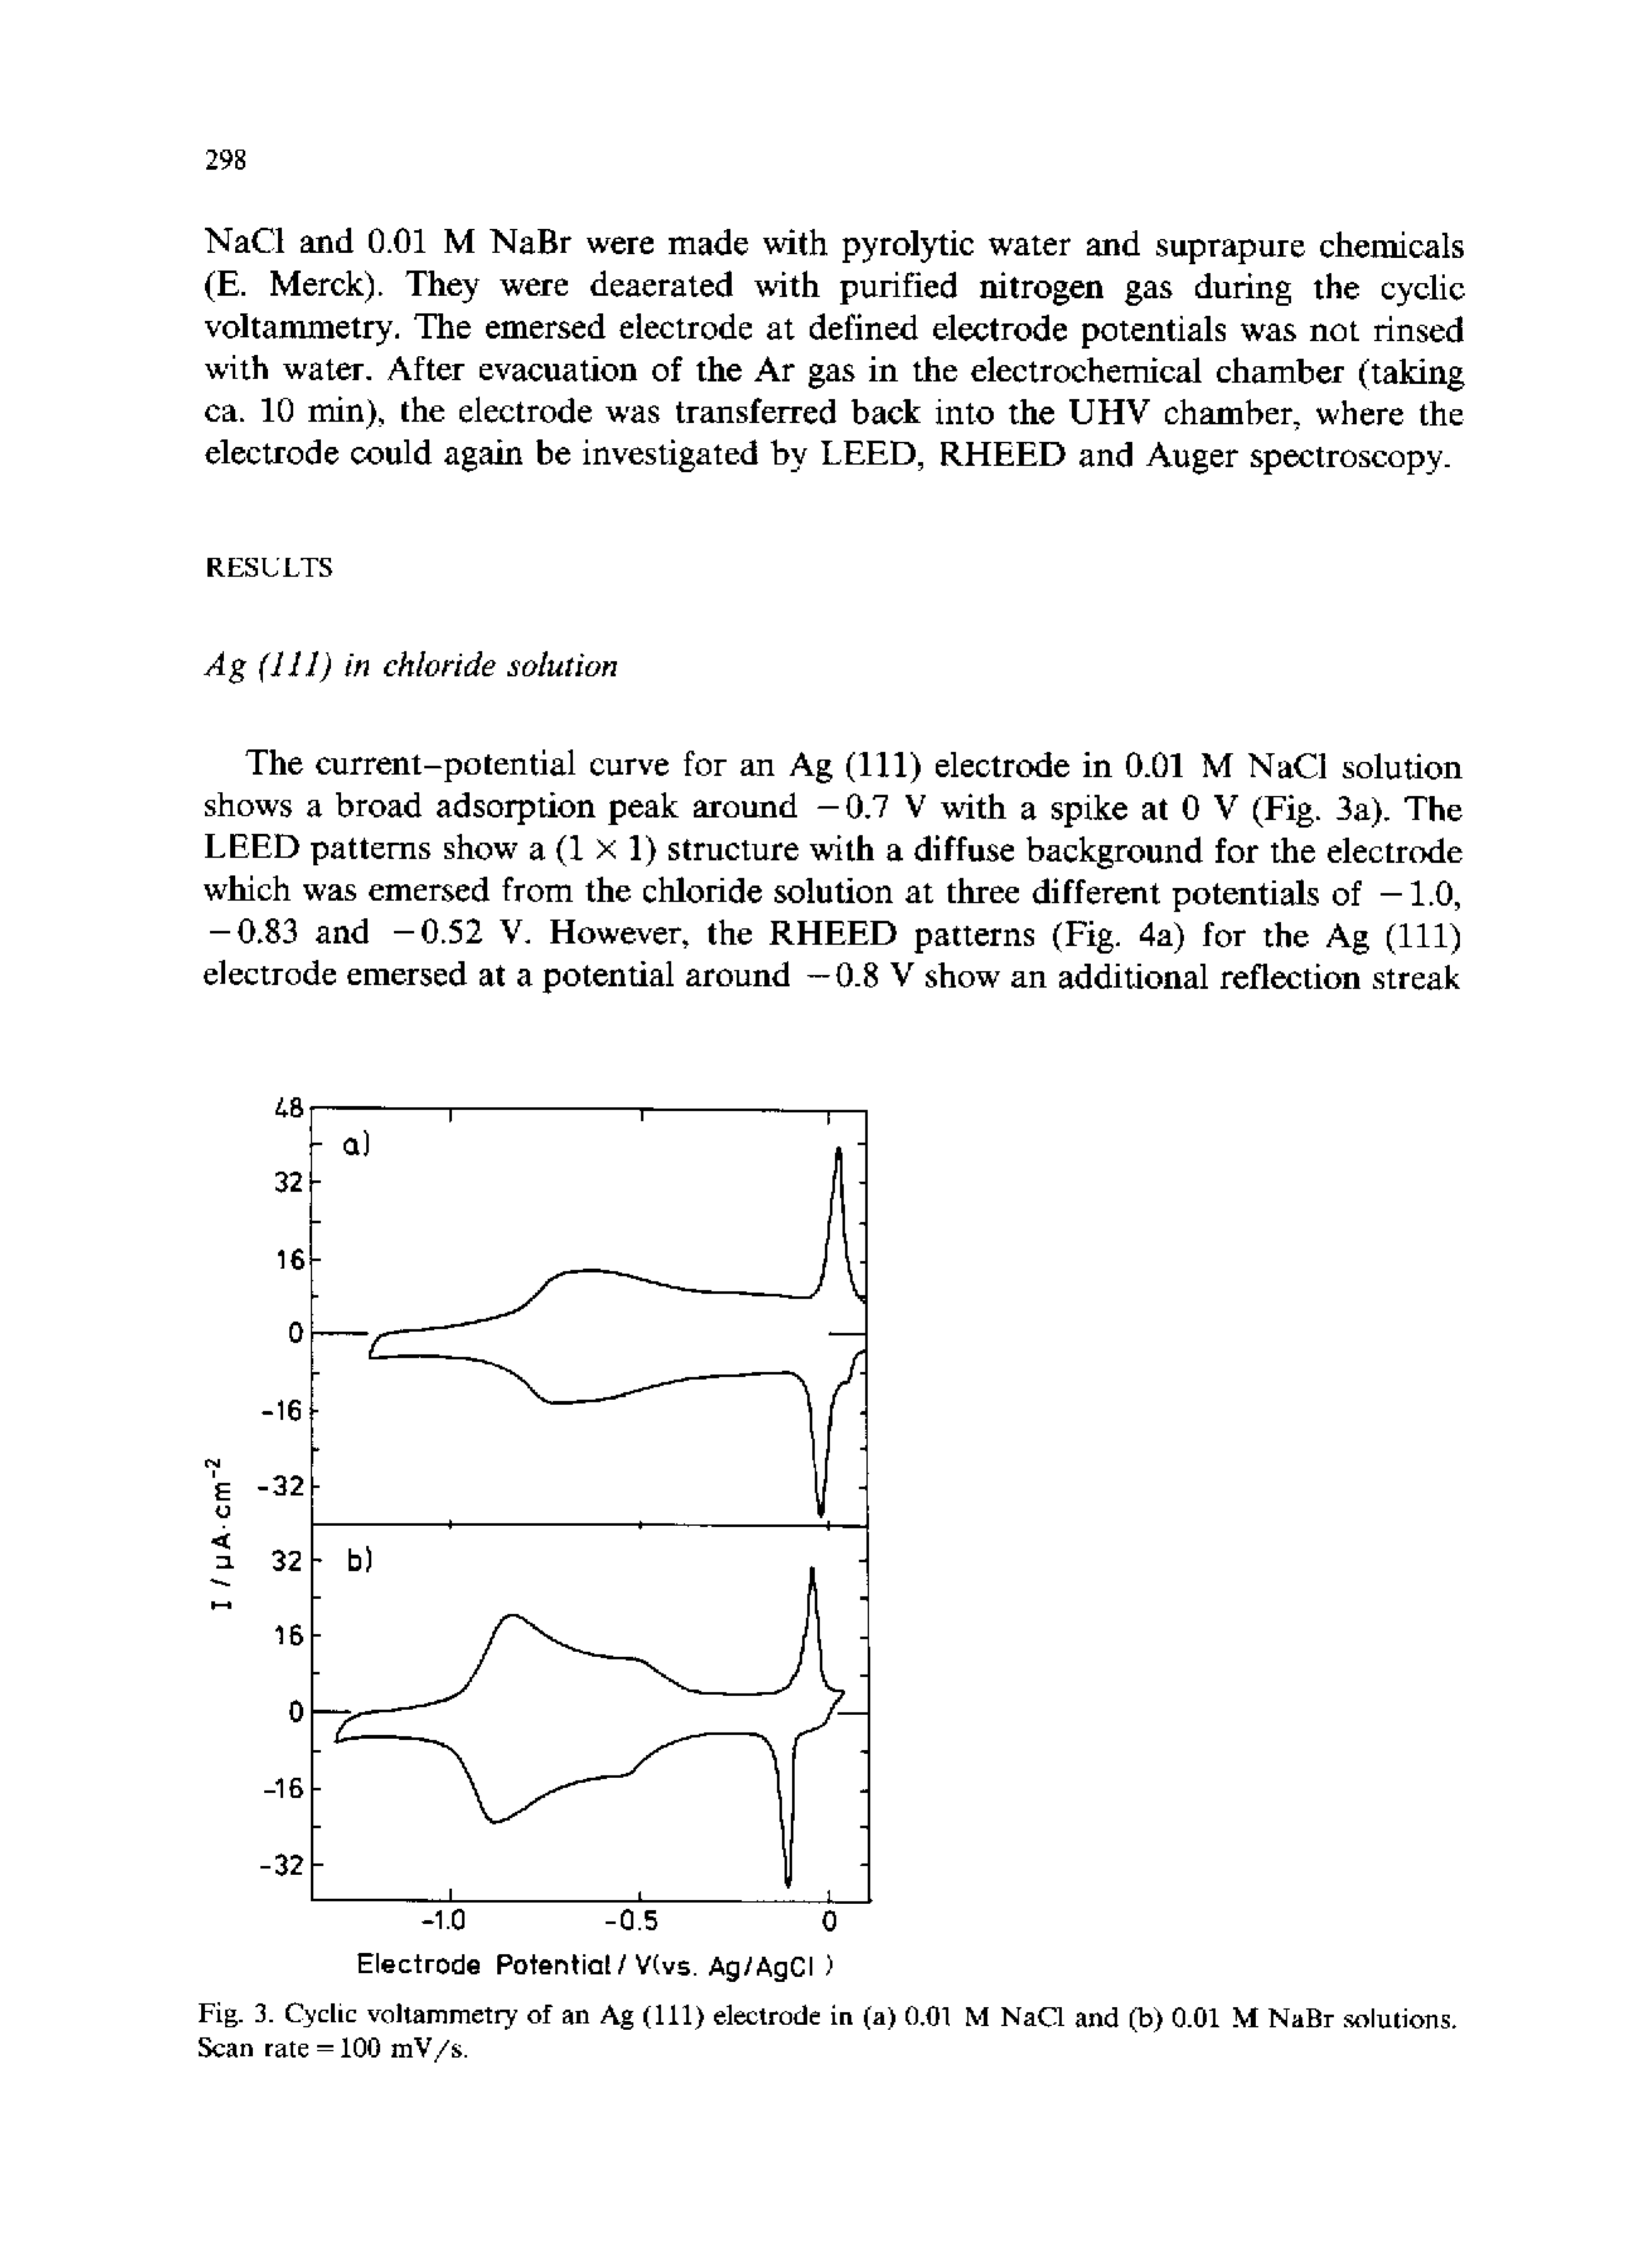 298
NaCl and 0.01 M NaBr were made with pyrolytic water and suprapure chemicals
(E. Merck). They were deaerated with purified nitrogen gas during the cyclic
voltammetry. The emersed electrode at defined electrode potentials was not rinsed
with water. After evacuation of the Ar gas in the electrochemical chamber (taking
ca. 10 min), the electrode was transferred back into the UHV chamber, where the
electrode could again be investigated by LEED, RHEED and Auger spectroscopy.
RESULTS
Ag (111) in chloride solution
The current–potential curve for an Ag (111) electrode in 0.01 M NaCl solution
shows a broad adsorption peak around −0.7 V with a spike at 0 V (Fig. 3a). The
LEED patterns show a (1 × 1) structure with a diffuse background for the electrode
which was emersed from the chloride solution at three different potentials of −1.0,
−0.83 and −0.52 V. However, the RHEED patterns (Fig. 4a) for the Ag (111)
electrode emersed at a potential around −0.8 V show an additional reflection streak
48
a)
32
16
0
-16
-32
I / µA·cm⁻²
32
b)
16
0
-16
-32
-1.0 -0.5 0
Electrode Potential / V(vs. Ag/AgCl)
Fig. 3. Cyclic voltammetry of an Ag (111) electrode in (a) 0.01 M NaCl and (b) 0.01 M NaBr solutions.
Scan rate = 100 mV/s.